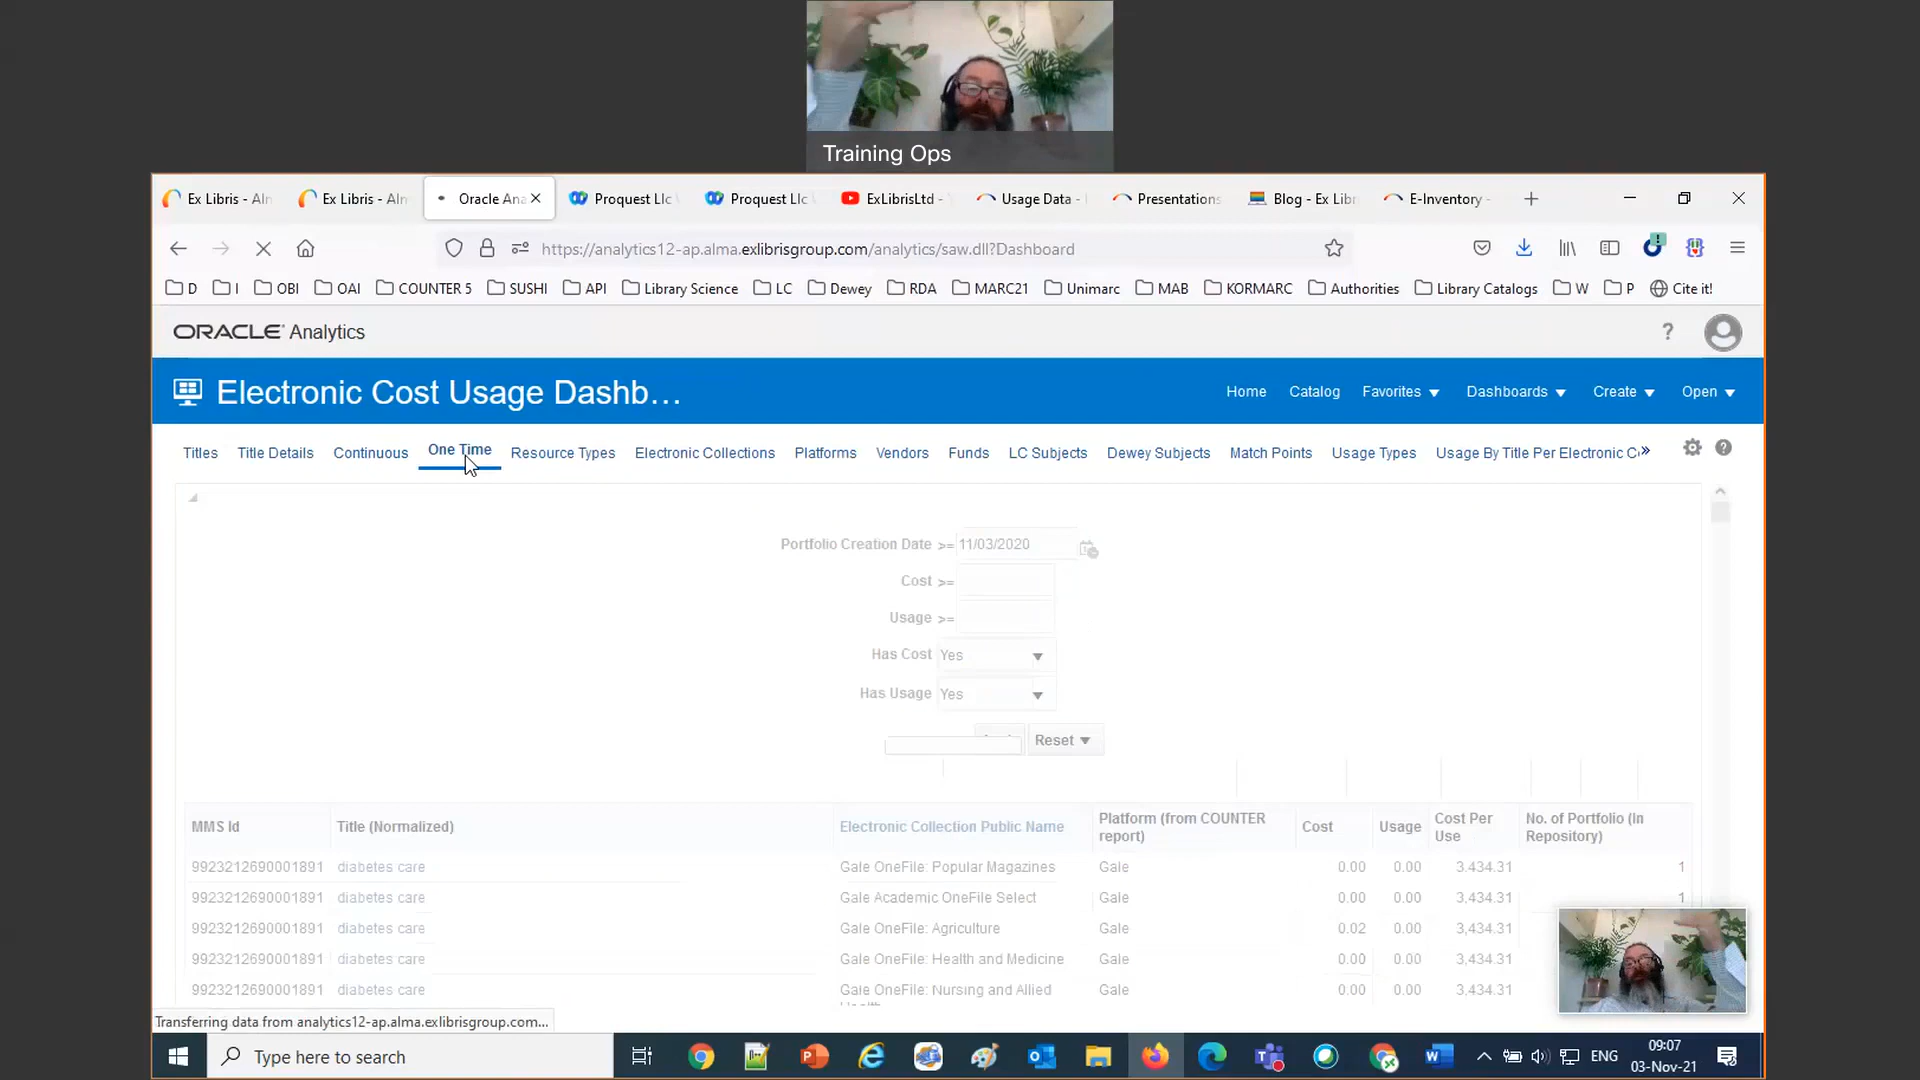 Training Ops
Ex Libris - Aln
Ex Libris - Alm
Oracle Ana
Proquest Llc
Proquest Llc
ExLibrisLtd -
Usage Data -
Presentations
Blog - Ex Libr
E-Inventory -
https://analytics12-ap.alma.exlibrisgroup.com/analytics/saw.dll?Dashboard
D
I
OBI
OAI
COUNTER 5
SUSHI
API
Library Science
LC
Dewey
RDA
MARC21
Unimarc
MAB
KORMARC
Authorities
Library Catalogs
W
P
Cite it!
ORACLE Analytics
Electronic Cost Usage Dashb...
Home Catalog Favorites Dashboards Create Open
Titles Title Details Continuous One Time Resource Types Electronic Collections Platforms Vendors Funds LC Subjects Dewey Subjects Match Points Usage Types Usage By Title Per Electronic C
Portfolio Creation Date >= 11/03/2020
Cost >=
Usage >=
Has Cost Yes
Has Usage Yes
Reset
MMS Id Title (Normalized) Electronic Collection Public Name Platform (from COUNTER report) Cost Usage Cost Per Use No. of Portfolio (In Repository)
9923212690001891 diabetes care Gale OneFile: Popular Magazines Gale 0.00 0.00 3.434.31 1
9923212690001891 diabetes care Gale Academic OneFile Select Gale 0.00 0.00 3,434.31 1
9923212690001891 diabetes care Gale OneFile: Agriculture Gale 0.02 0.00 3,434.31
9923212690001891 diabetes care Gale OneFile: Health and Medicine Gale 0.00 0.00 3,434.31
9923212690001891 diabetes care Gale OneFile: Nursing and Allied Health Gale 0.00 0.00 3.434.31
Transferring data from analytics12-ap.alma.exlibrisgroup.com...
Type here to search
ENG
09:07
03-Nov-21